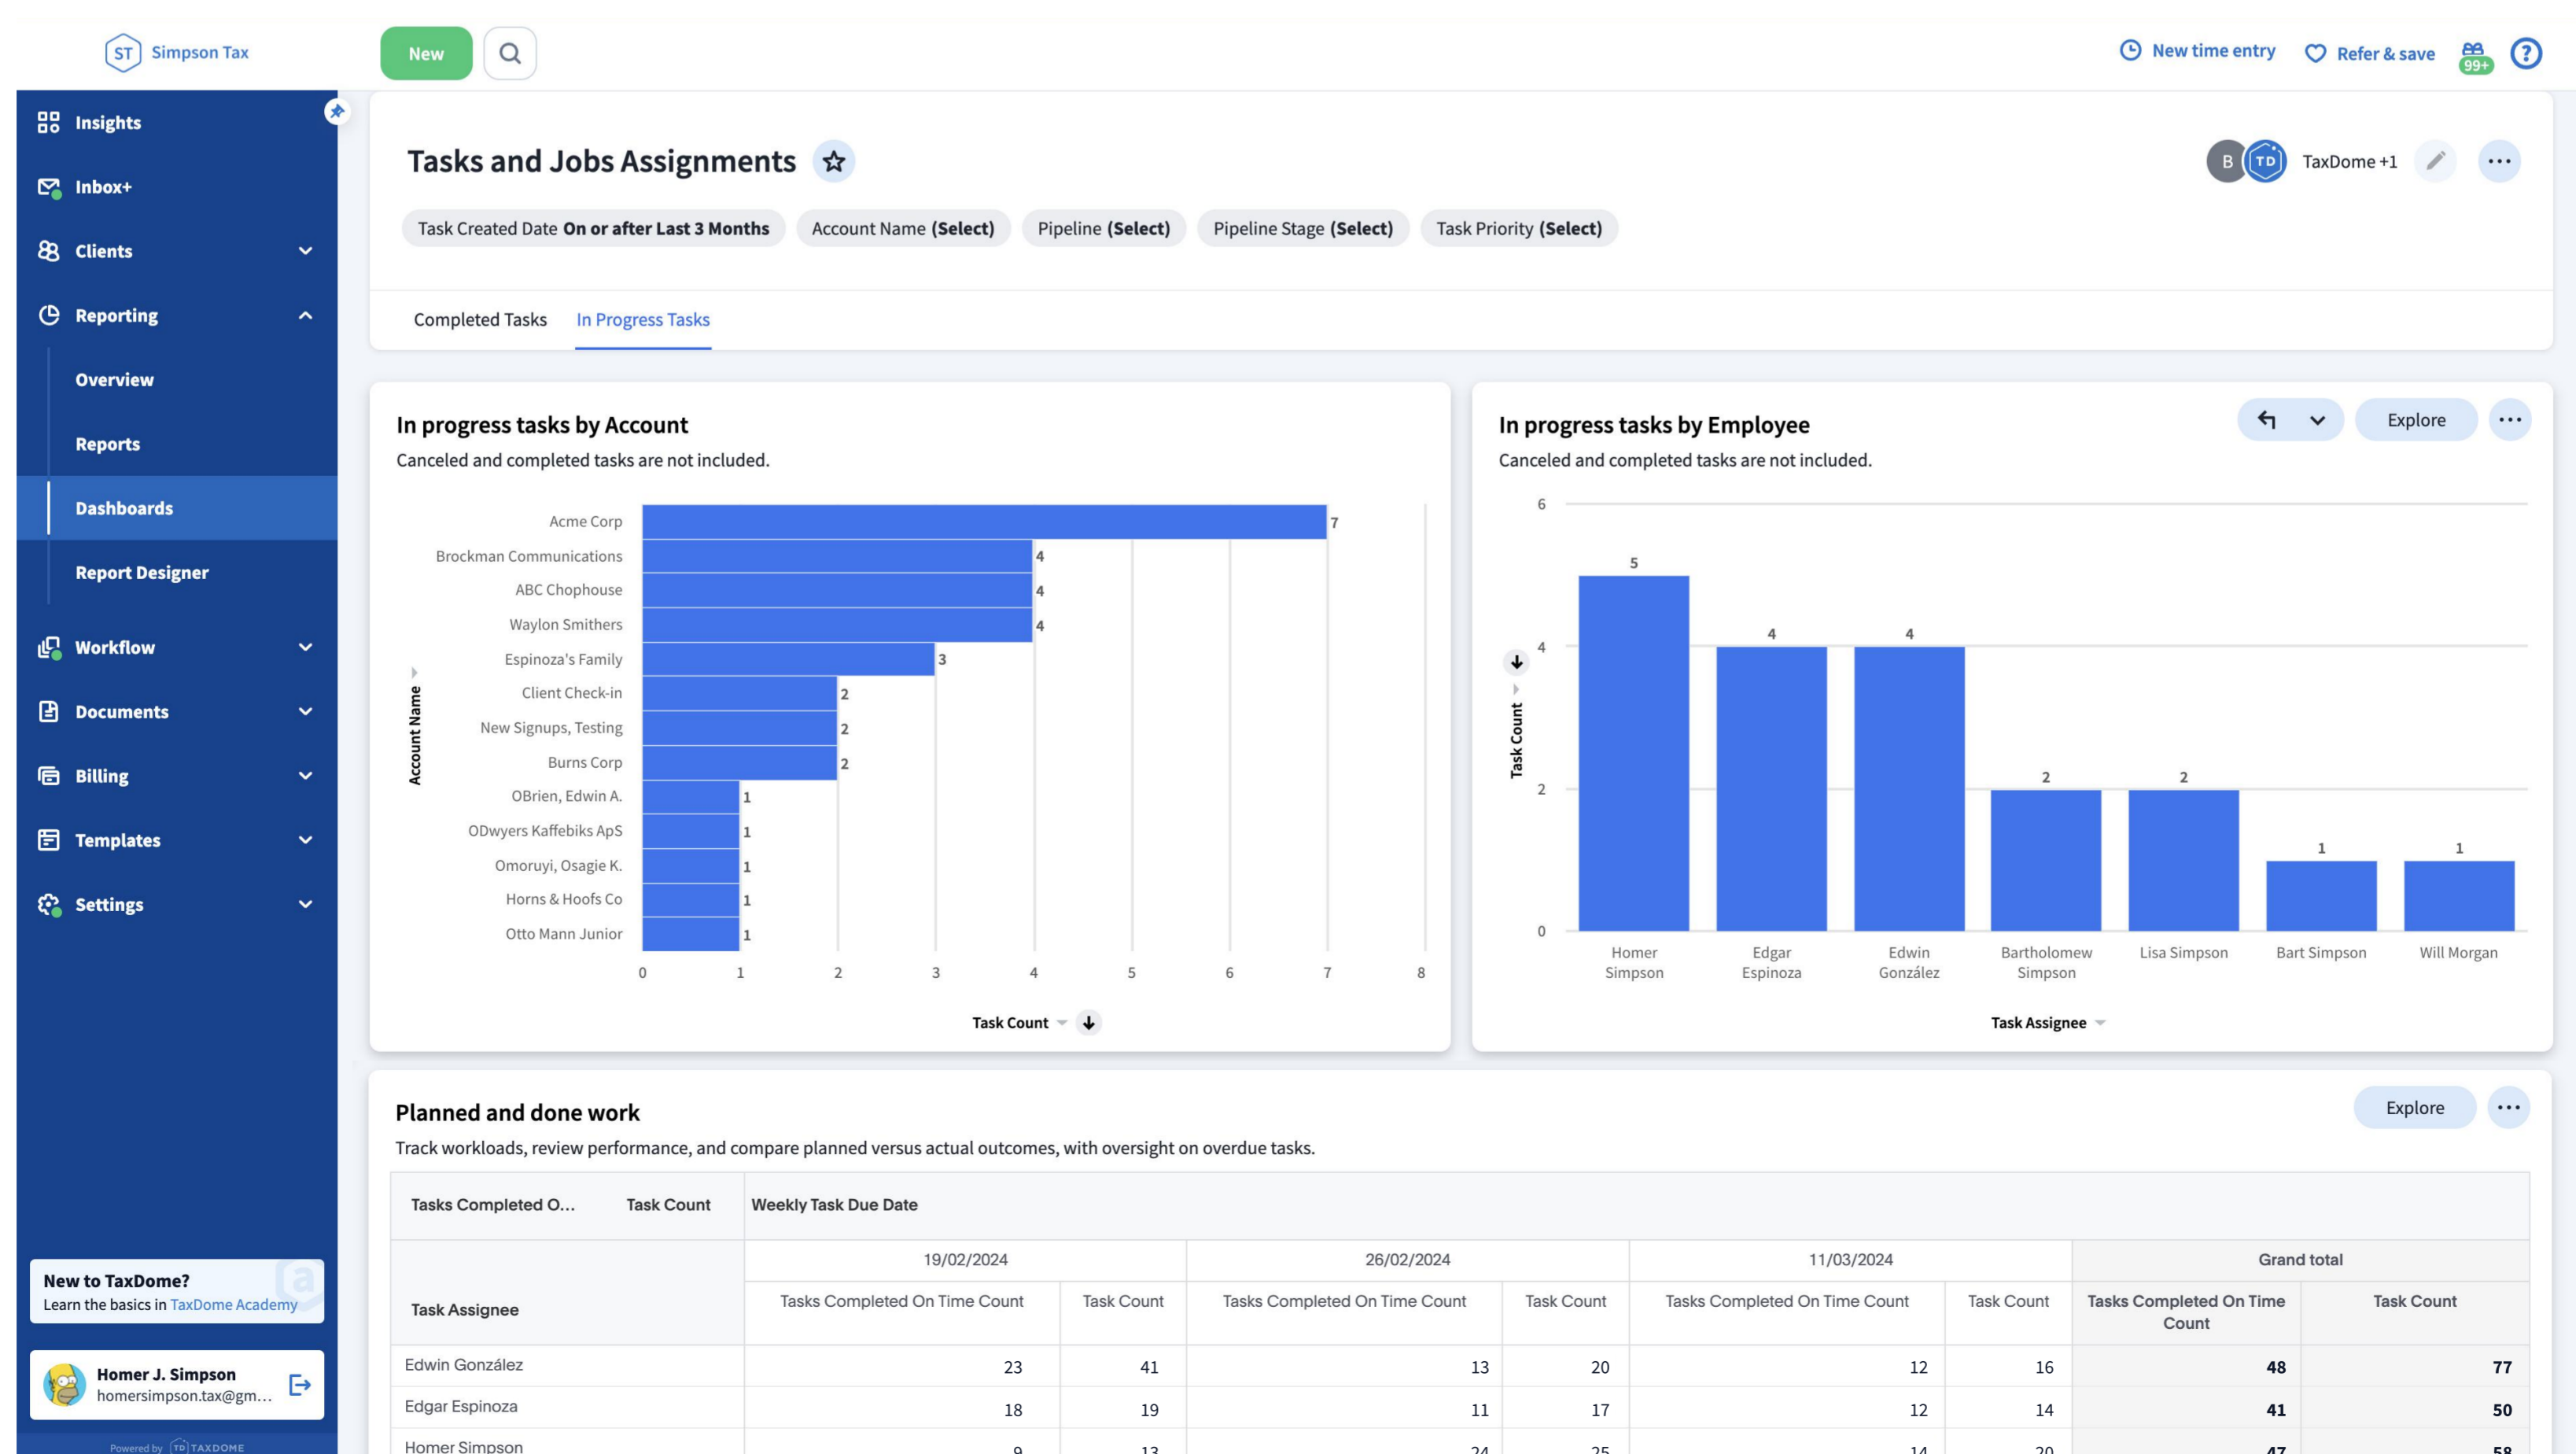 ST Simpson Tax
New
New time entry
Refer & save
99+
?
Insights
Inbox+
Clients
Reporting
Overview
Reports
Dashboards
Report Designer
Workflow
Documents
Billing
Templates
Settings
New to TaxDome?
Learn the basics in TaxDome Academy
a
Homer J. Simpson
homersimpson.tax@gm...
Powered by TD TAXDOME
Tasks and Jobs Assignments
B TD TaxDome +1
Task Created Date On or after Last 3 Months Account Name (Select) Pipeline (Select) Pipeline Stage (Select) Task Priority (Select)
Completed Tasks In Progress Tasks
In progress tasks by Account
Canceled and completed tasks are not included.
Account Name
Acme Corp 7
Brockman Communications 4
ABC Chophouse 4
Waylon Smithers 4
Espinoza's Family 3
Client Check-in 2
New Signups, Testing 2
Burns Corp 2
OBrien, Edwin A. 1
ODwyers Kaffebiks ApS 1
Omoruyi, Osagie K. 1
Horns & Hoofs Co 1
Otto Mann Junior 1
0 1 2 3 4 5 6 7 8
Task Count
In progress tasks by Employee
Explore
Canceled and completed tasks are not included.
Task Count
6
4
2
0
5 4 4 2 2 1 1
Homer Simpson
Edgar Espinoza
Edwin González
Bartholomew Simpson
Lisa Simpson
Bart Simpson
Will Morgan
Task Assignee
Planned and done work
Explore
Track workloads, review performance, and compare planned versus actual outcomes, with oversight on overdue tasks.
Tasks Completed O... Task Count Weekly Task Due Date
19/02/2024 26/02/2024 11/03/2024 Grand total
Task Assignee Tasks Completed On Time Count Task Count Tasks Completed On Time Count Task Count Tasks Completed On Time Count Task Count Tasks Completed On Time Count Task Count
Edwin González 23 41 13 20 12 16 48 77
Edgar Espinoza 18 19 11 17 12 14 41 50
Homer Simpson 9 13 24 25 14 20 47 58